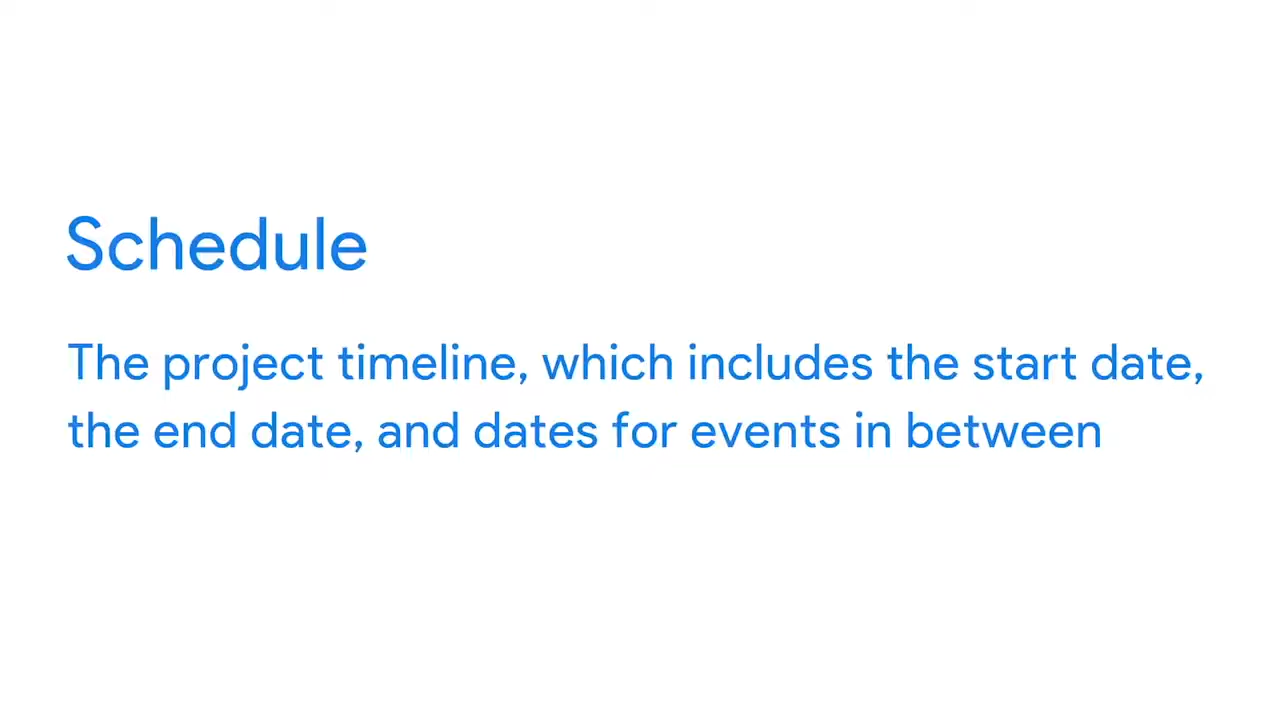 Schedule
The project timeline, which includes the start date,
the end date, and dates for events in between